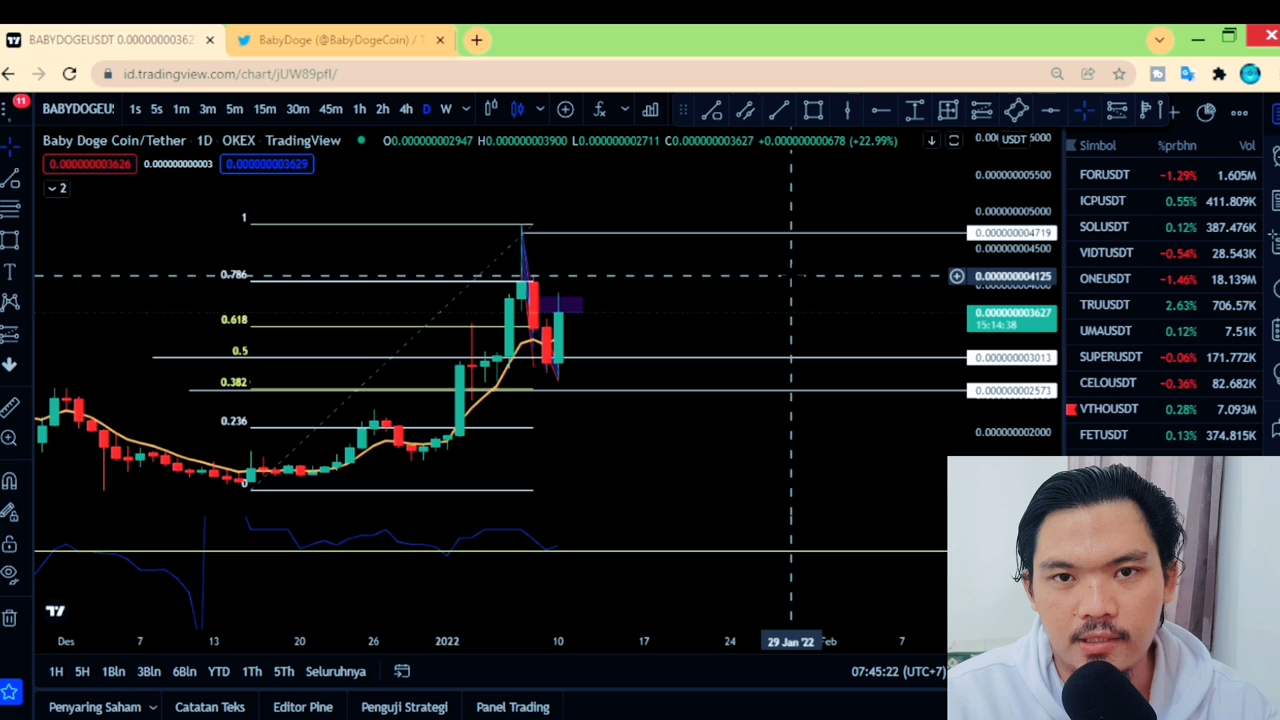 BABYDOGEUSDT 0.00000000362
BabyDoge (@BabyDogeCoin) / T
id.tradingview.com/chart/jUW89pfI/
11
BABYDOGEU: 1s 5s 1m 3m 5m 15m 30m 45m 1h 2h 4h D W
Baby Doge Coin/Tether · 1D · OKEX · TradingView
O0.000000002947 H0.000000003900 L0.000000002711 C0.000000003627 +0.000000000678 (+22.99%)
USDT
0.000000003626 0.000000000003 0.000000003629
2
0.000000005500
0.000000005000
0.000000004719
0.000000004500
0.000000004125
0.000000003627
15:14:38
0.000000003013
0.000000002573
0.000000002000
1
0.786
0.618
0.5
0.382
0.236
0
Simbol %prbhn Vol
FORUSDT −1.29% 1.605M
ICPUSDT 0.55% 411.809K
SOLUSDT 0.12% 387.476K
VIDTUSDT −0.54% 28.543K
ONEUSDT −1.46% 18.139M
TRUUSDT 2.63% 706.57K
UMAUSDT 0.12% 7.51K
SUPERUSDT −0.06% 171.772K
CELOUSDT −0.36% 82.682K
VTHOUSDT 0.28% 7.093M
FETUSDT 0.13% 374.815K
Des 7 13 20 26 2022 10 17 24 29 Jan '22 Feb 7
1H 5H 1Bln 3Bln 6Bln YTD 1Th 5Th Seluruhnya
07:45:22 (UTC+7)
Penyaring Saham Catatan Teks Editor Pine Penguji Strategi Panel Trading